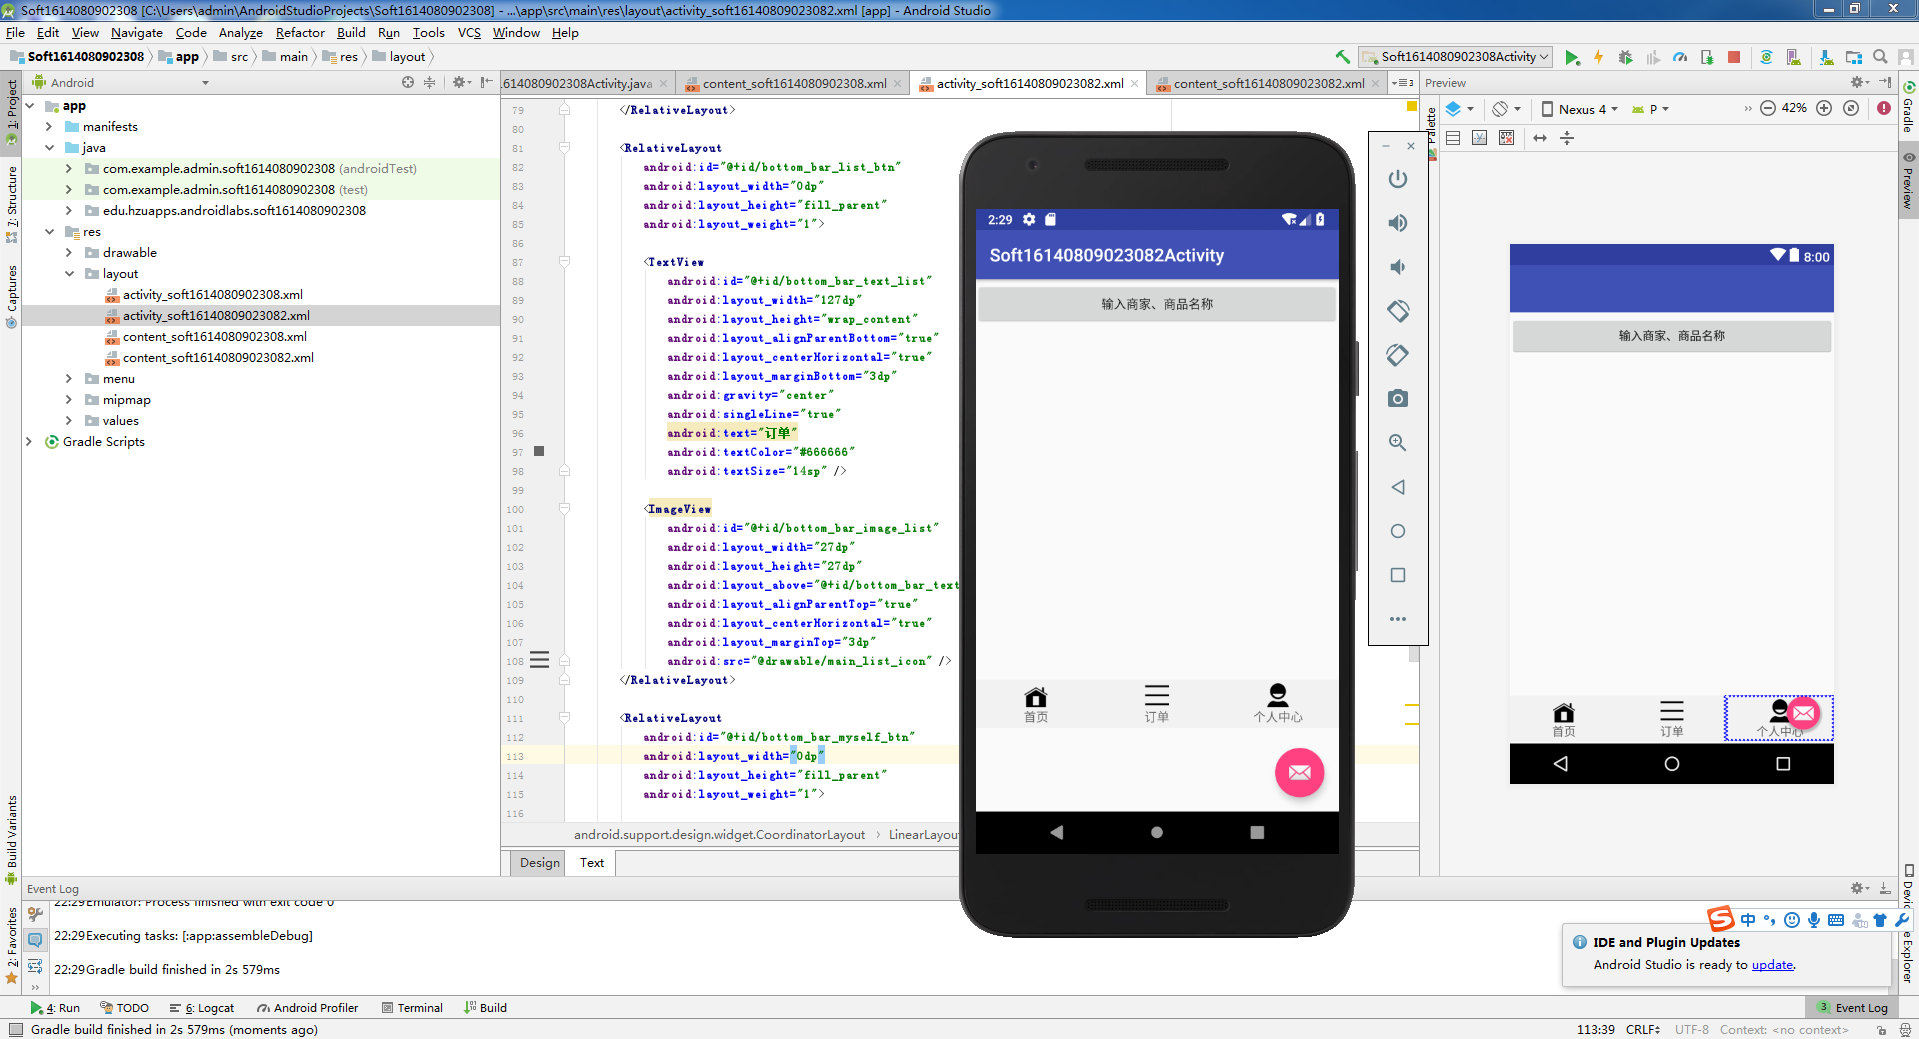 Soft1614080902308 [C:\Users\admin\AndroidStudioProjects\Soft1614080902308] - ...\app\src\main\res\layout\activity_soft16140809023082.xml [app] - Android Studio
File Edit View Navigate Code Analyze Refactor Build Run Tools VCS Window Help
Soft1614080902308 app src main res layout
Soft1614080902308Activity
Android
.614080902308Activity.java content_soft1614080902308.xml activity_soft16140809023082.xml content_soft16140809023082.xml
Preview
Nexus 4 P 42%
1: Project
7: Structure
Captures
Build Variants
2: Favorites
app
manifests
java
com.example.admin.soft1614080902308 (androidTest)
com.example.admin.soft1614080902308 (test)
edu.hzuapps.androidlabs.soft1614080902308
res
drawable
layout
activity_soft1614080902308.xml
activity_soft16140809023082.xml
content_soft1614080902308.xml
content_soft16140809023082.xml
menu
mipmap
values
Gradle Scripts
79 </RelativeLayout>
80
81 <RelativeLayout
82 android:id="@+id/bottom_bar_list_btn"
83 android:layout_width="0dp"
84 android:layout_height="fill_parent"
85 android:layout_weight="1">
86
87 <TextView
88 android:id="@+id/bottom_bar_text_list"
89 android:layout_width="127dp"
90 android:layout_height="wrap_content"
91 android:layout_alignParentBottom="true"
92 android:layout_centerHorizontal="true"
93 android:layout_marginBottom="3dp"
94 android:gravity="center"
95 android:singleLine="true"
96 android:text="订单"
97 android:textColor="#666666"
98 android:textSize="14sp" />
99
100 <ImageView
101 android:id="@+id/bottom_bar_image_list"
102 android:layout_width="27dp"
103 android:layout_height="27dp"
104 android:layout_above="@+id/bottom_bar_text
105 android:layout_alignParentTop="true"
106 android:layout_centerHorizontal="true"
107 android:layout_marginTop="3dp"
108 android:src="@drawable/main_list_icon" />
109 </RelativeLayout>
110
111 <RelativeLayout
112 android:id="@+id/bottom_bar_myself_btn"
113 android:layout_width="0dp"
114 android:layout_height="fill_parent"
115 android:layout_weight="1">
116
android.support.design.widget.CoordinatorLayout LinearLayou
Design Text
2:29
Soft16140809023082Activity
输入商家、商品名称
首页 订单 个人中心
Palette
8:00
输入商家、商品名称
首页 订单 个人中心
Gradle
Preview
Event Log
22:29 Emulator: Process finished with exit code 0
22:29 Executing tasks: [:app:assembleDebug]
22:29 Gradle build finished in 2s 579ms
中
IDE and Plugin Updates
Android Studio is ready to update.
4: Run TODO 6: Logcat Android Profiler Terminal Build
3 Event Log
Gradle build finished in 2s 579ms (moments ago)
113:39 CRLF UTF-8 Context: <no context>